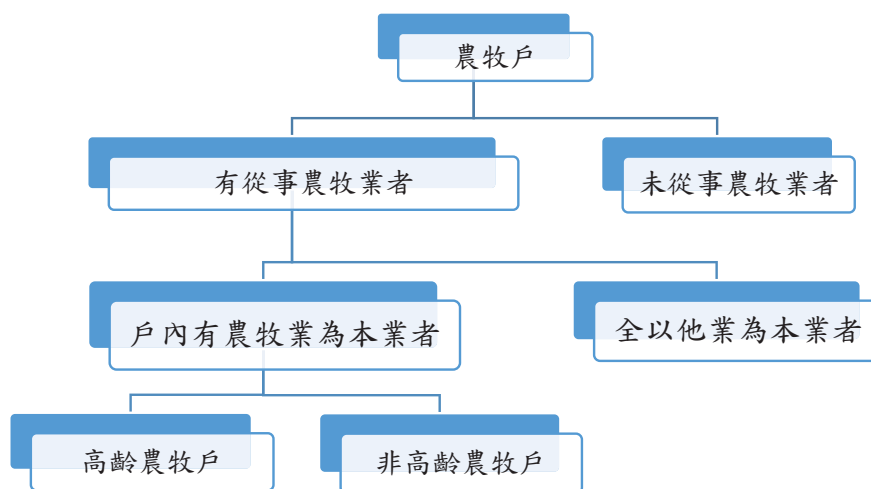 農牧戶
有從事農牧業者
未從事農牧業者
戶內有農牧業為本業者
全以他業為本業者
高齡農牧戶
非高齡農牧戶